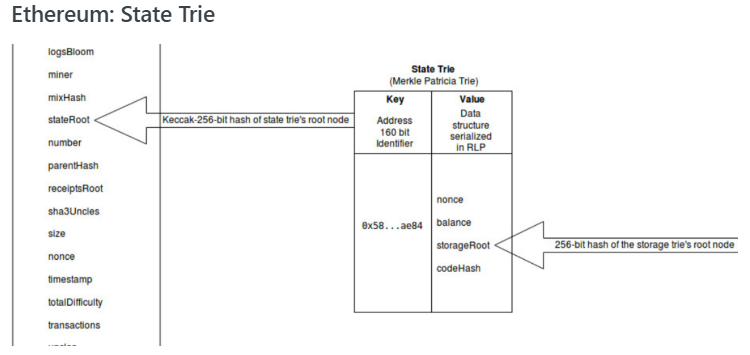 Ethereum: State Trie
logsBloom
miner
mixHash
stateRoot
number
parentHash
receiptsRoot
sha3Uncles
size
nonce
timestamp
totalDifficulty
transactions
Keccak-256-bit hash of state trie's root node
State Trie
(Merkle Patricia Trie)
Key
Address
160 bit
Identifier
Value
Data
structure
serialized
in RLP
0x58...ae84
nonce
balance
storageRoot
codeHash
256-bit hash of the storage trie's root node